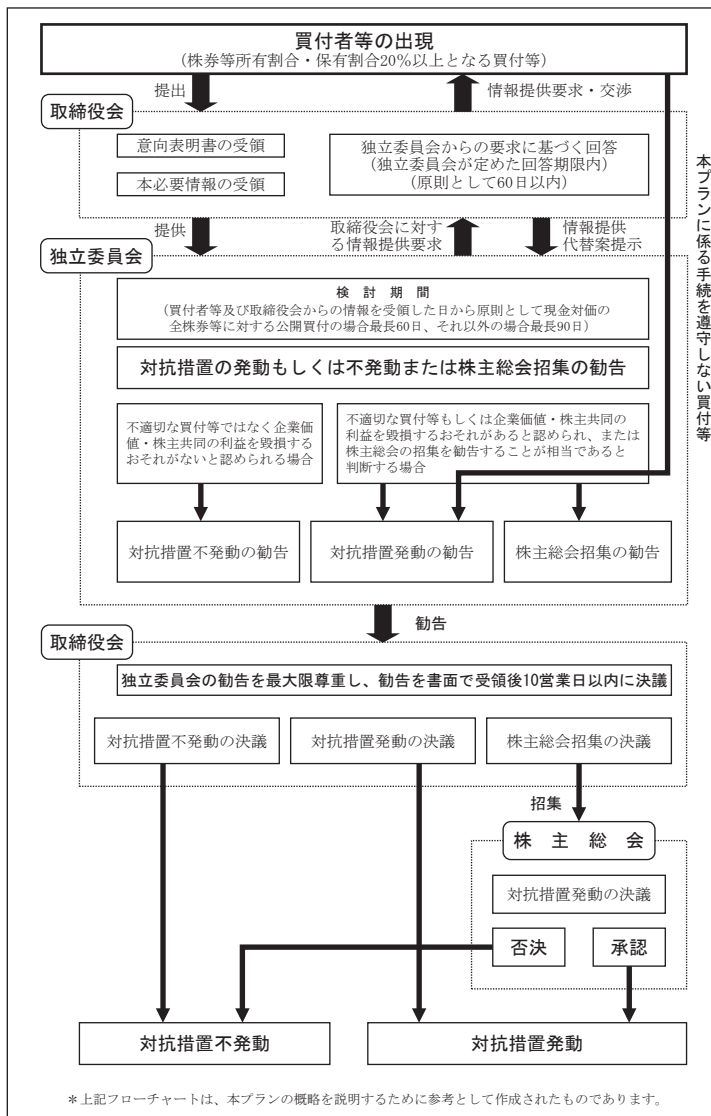 買付者等の出現
(株券等所有割合・保有割合20%以上となる買付等)
提出
情報提供要求・交渉
取締役会
意向表明書の受領
本必要情報の受領
独立委員会からの要求に基づく回答
(独立委員会が定めた回答期限内)
(原則として60日以内)
本プランに係る手続を遵守しない買付等
提供
取締役会に対す
る情報提供要求
情報提供
代替案提示
独立委員会
検討期間
(買付者等及び取締役会からの情報を受領した日から原則として現金対価の
全株券等に対する公開買付の場合最長60日、それ以外の場合最長90日)
対抗措置の発動もしくは不発動または株主総会招集の勧告
不適切な買付等ではなく企業価
値・株主共同の利益を毀損する
おそれがないと認められる場合
不適切な買付等もしくは企業価値・株主共同の
利益を毀損するおそれがあると認められ、または
株主総会の招集を勧告することが相当であると
判断する場合
対抗措置不発動の勧告
対抗措置発動の勧告
株主総会招集の勧告
勧告
取締役会
独立委員会の勧告を最大限尊重し、勧告を書面で受領後10営業日以内に決議
対抗措置不発動の決議
対抗措置発動の決議
株主総会招集の決議
招集
株主総会
対抗措置発動の決議
否決
承認
対抗措置不発動
対抗措置発動
*上記フローチャートは、本プランの概略を説明するために参考として作成されたものであります。